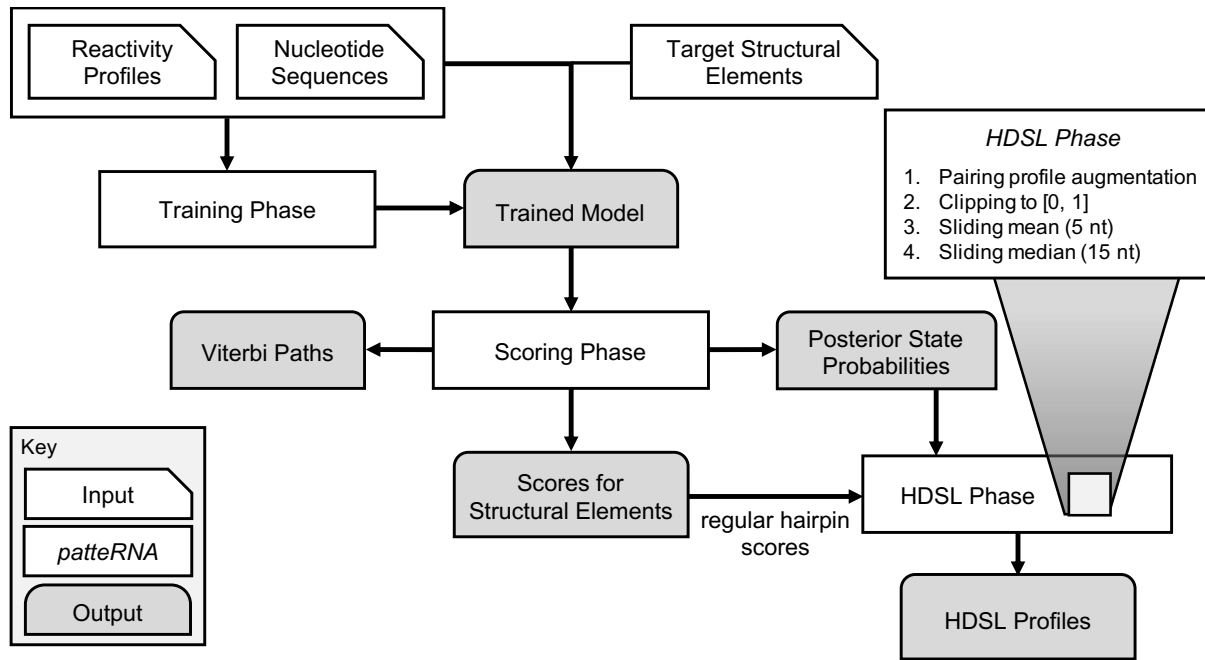 Reactivity
Profiles
Nucleotide
Sequences
Target Structural
Elements
HDSL Phase
1. Pairing profile augmentation
2. Clipping to [0, 1]
3. Sliding mean (5 nt)
4. Sliding median (15 nt)
Training Phase
Trained Model
Viterbi Paths
Scoring Phase
Posterior State
Probabilities
Key
Input
patteRNA
Output
Scores for
Structural Elements
regular hairpin
scores
HDSL Phase
HDSL Profiles